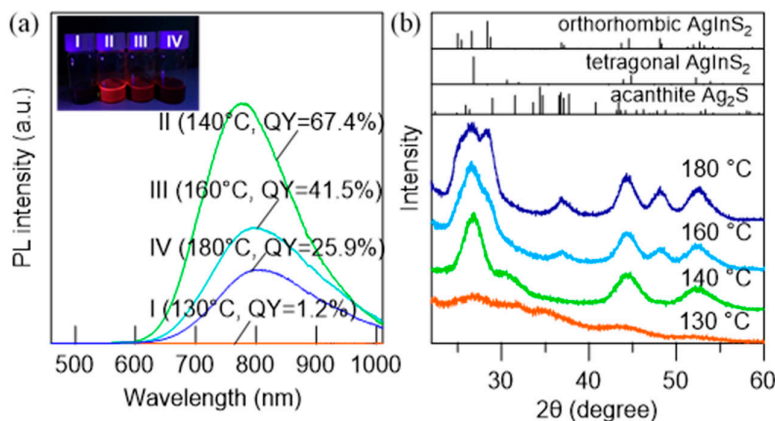 (a)
I II III IV
II (140°C, QY=67.4%)
III (160°C, QY=41.5%)
IV (180°C, QY=25.9%)
I (130°C, QY=1.2%)
PL intensity (a.u.)
500 600 700 800 900 1000
Wavelength (nm)
(b)
orthorhombic AgInS₂
tetragonal AgInS₂
acanthite Ag₂S
180 °C
160 °C
140 °C
130 °C
Intensity
30 40 50 60
2θ (degree)